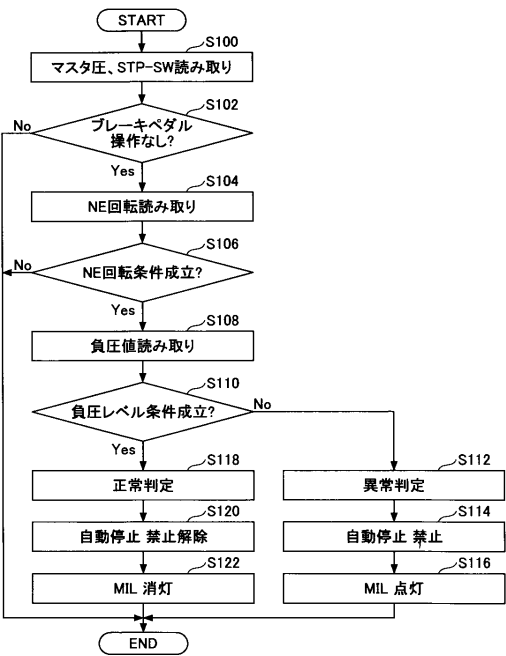 START
S100
マスタ圧、STP-SW読み取り
S102
ブレーキペダル
操作なし?
No
Yes
S104
NE回転読み取り
S106
NE回転条件成立?
No
Yes
S108
負圧値読み取り
S110
負圧レベル条件成立?
No
Yes
S118
正常判定
S112
異常判定
S120
自動停止 禁止解除
S114
自動停止 禁止
S122
MIL 消灯
S116
MIL 点灯
END